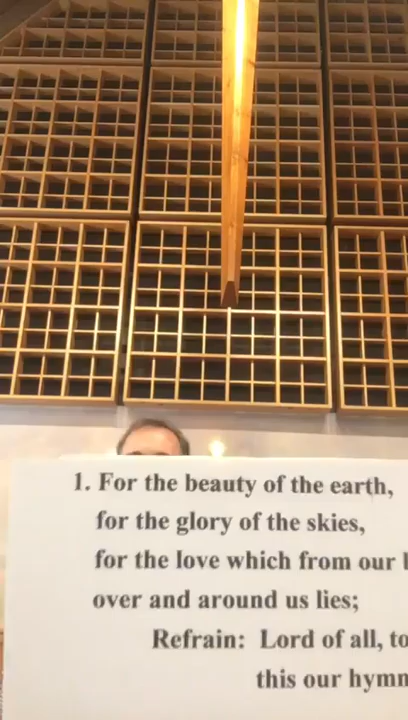 1. For the beauty of the earth,
for the glory of the skies,
for the love which from our
over and around us lies;
Refrain: Lord of all, to
this our hymn